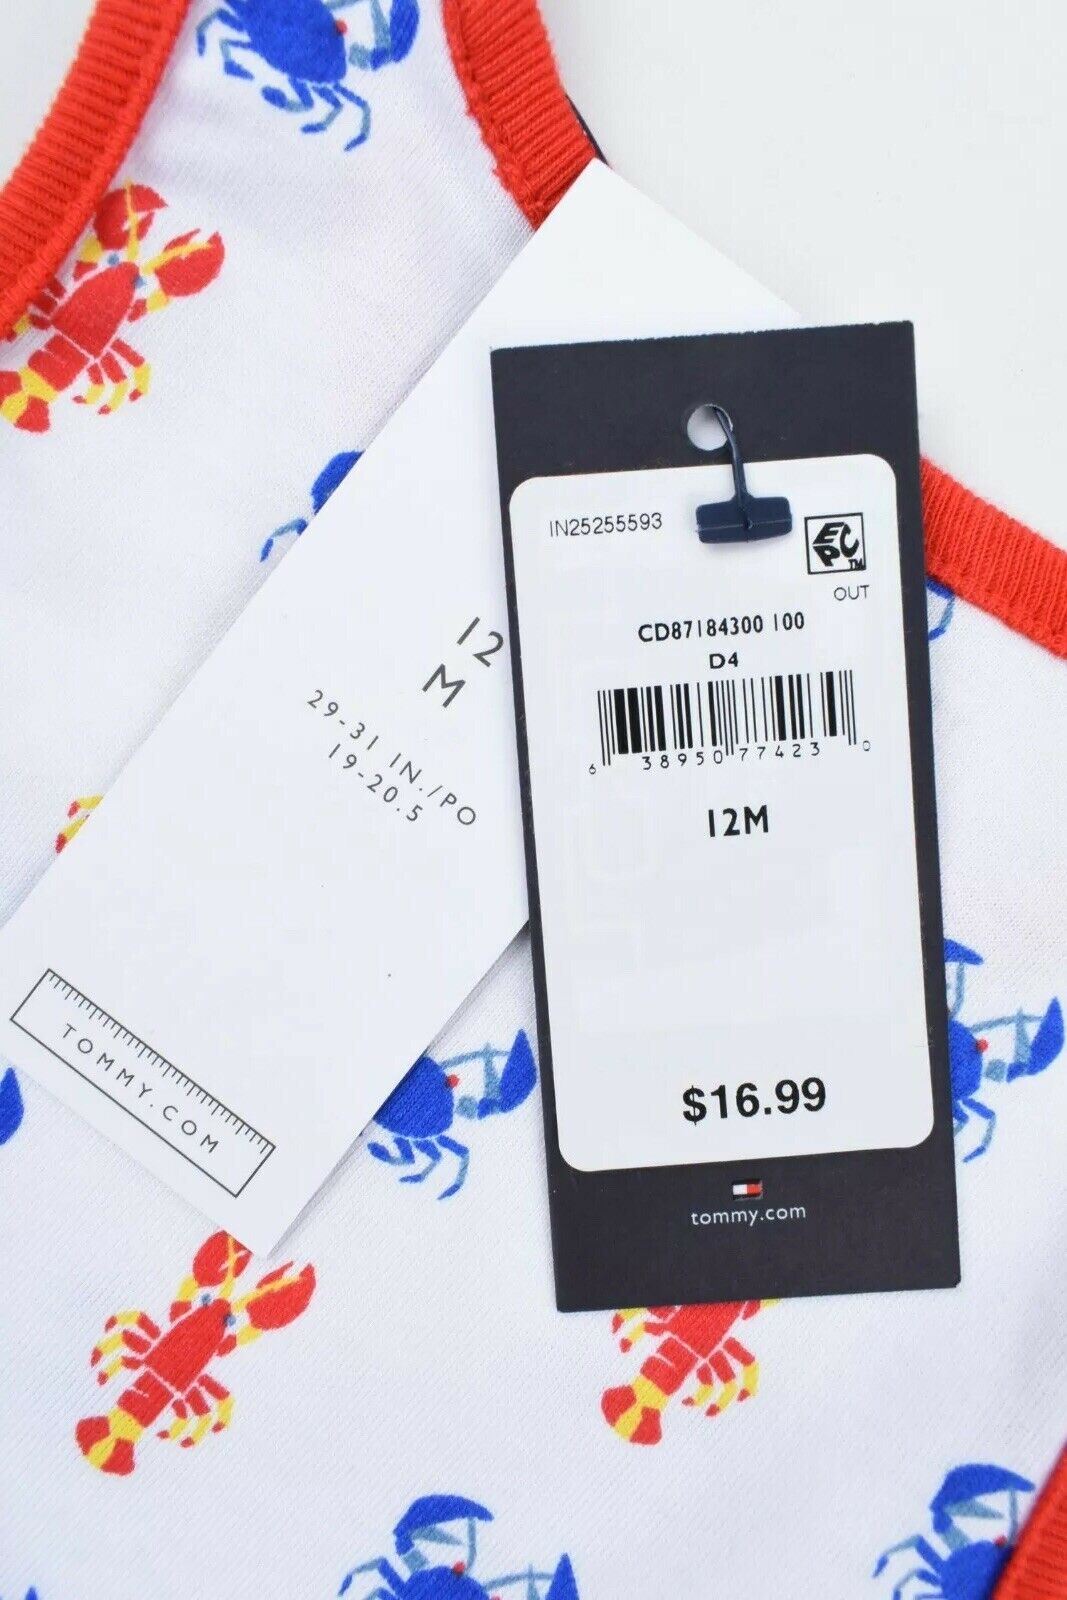 12
M
29-31 IN./PO
19-20.5
TOMMY.COM
IN25255593
EPC™
OUT
CD87184300 100
D4
6 38950 77423 0
12M
$16.99
tommy.com